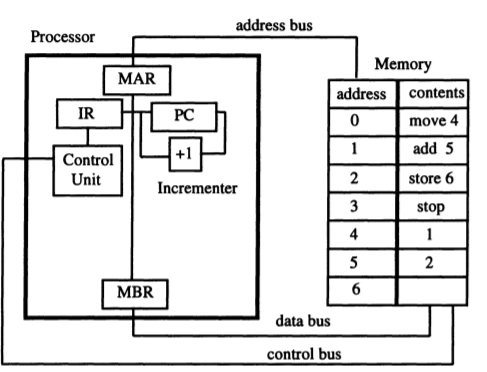 address bus
Processor
Memory
MAR
address contents
IR
PC
0 move 4
+1
1 add 5
Control
Unit
Incrementer
2 store 6
3 stop
4 1
5 2
6
MBR
data bus
control bus